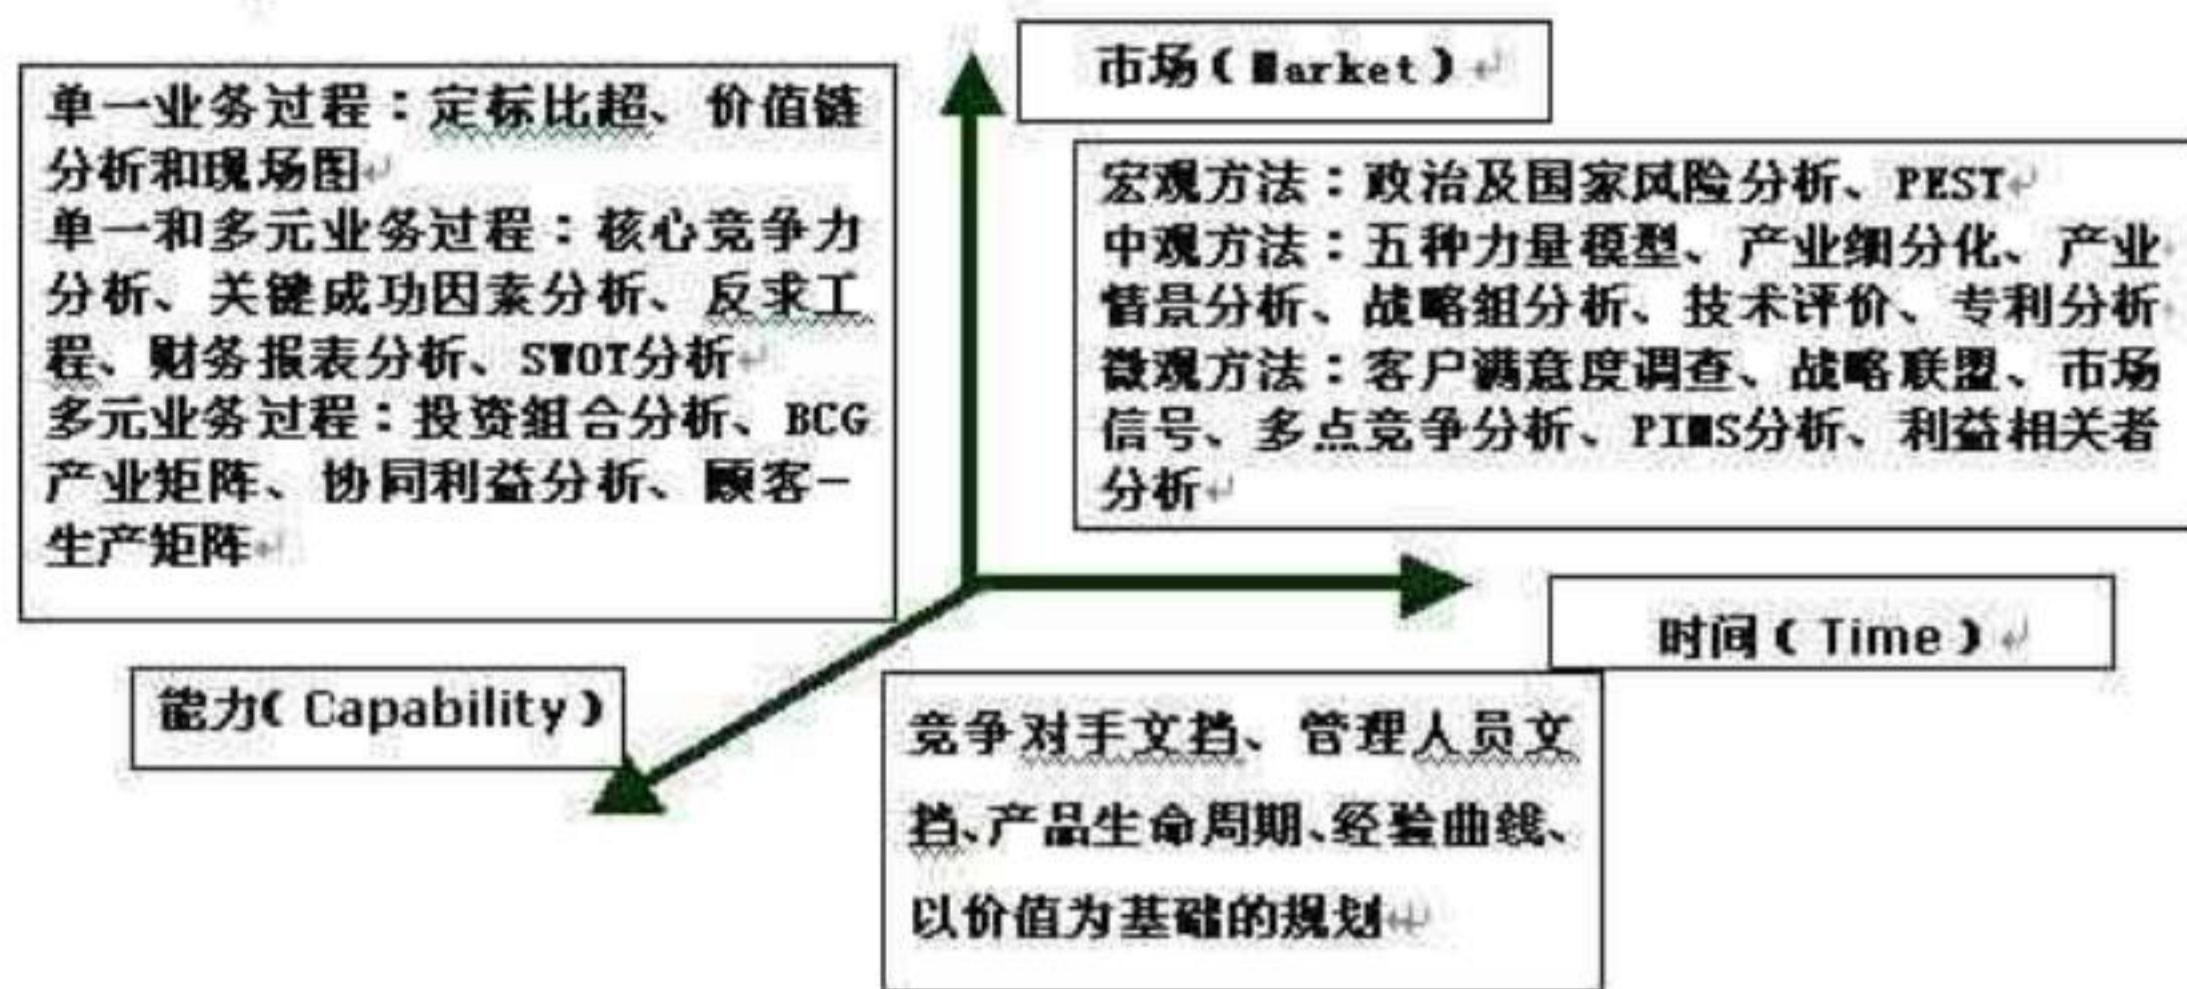 市场（Market）
单一业务过程：定标比超、价值链
分析和现场图
单一和多元业务过程：核心竞争力
分析、关键成功因素分析、反求工
程、财务报表分析、SWOT分析
多元业务过程：投资组合分析、BCG
产业矩阵、协同利益分析、顾客—
生产矩阵
宏观方法：政治及国家风险分析、PEST
中观方法：五种力量模型、产业细分化、产业
情景分析、战略组分析、技术评价、专利分析
微观方法：客户满意度调查、战略联盟、市场
信号、多点竞争分析、PIMS分析、利益相关者
分析
时间（Time）
能力（Capability）
竞争对手文挡、管理人员文
挡、产品生命周期、经验曲线、
以价值为基础的规划